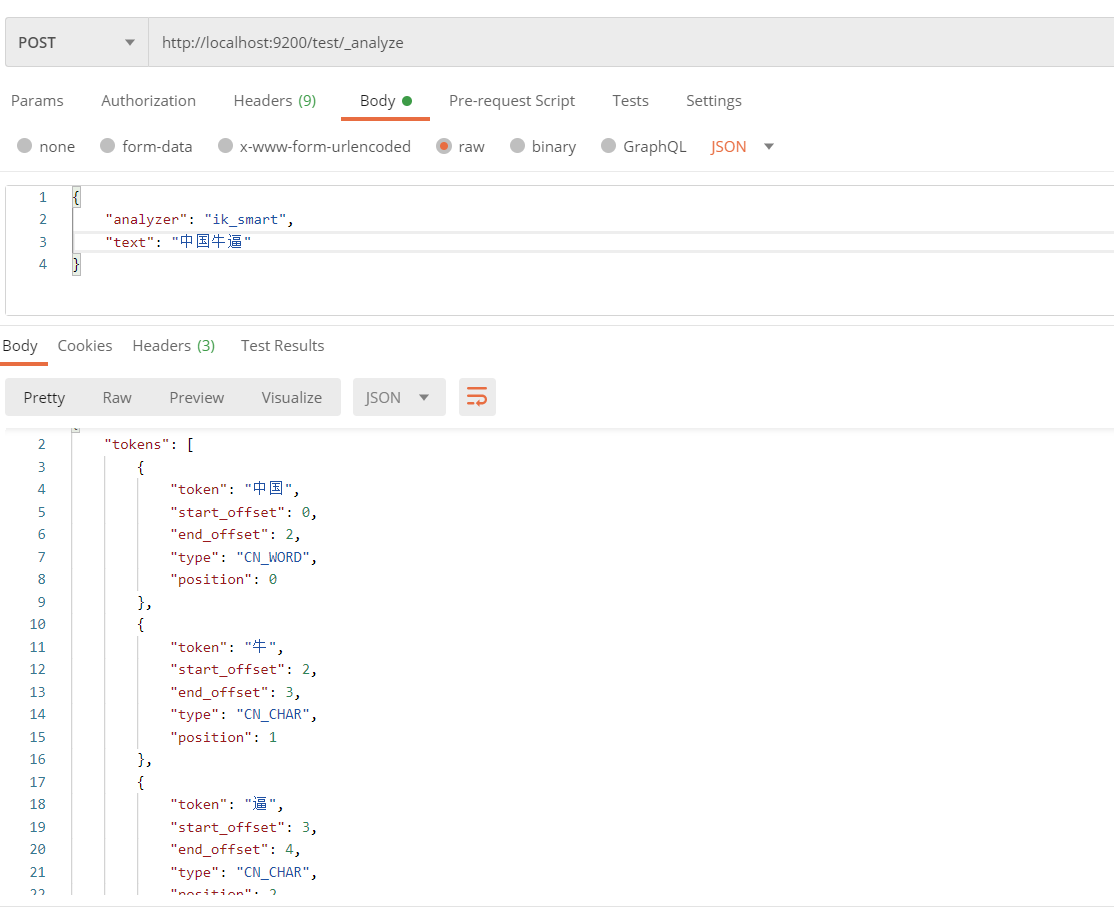 POST http://localhost:9200/test/_analyze
Params Authorization Headers (9) Body Pre-request Script Tests Settings
none form-data x-www-form-urlencoded raw binary GraphQL JSON
1 {
2 "analyzer": "ik_smart",
3 "text": "中国牛逼"
4 }
Body Cookies Headers (3) Test Results
Pretty Raw Preview Visualize JSON
2 "tokens": [
3 {
4 "token": "中国",
5 "start_offset": 0,
6 "end_offset": 2,
7 "type": "CN_WORD",
8 "position": 0
9 },
10 {
11 "token": "牛",
12 "start_offset": 2,
13 "end_offset": 3,
14 "type": "CN_CHAR",
15 "position": 1
16 },
17 {
18 "token": "逼",
19 "start_offset": 3,
20 "end_offset": 4,
21 "type": "CN_CHAR",
22 "position": 2